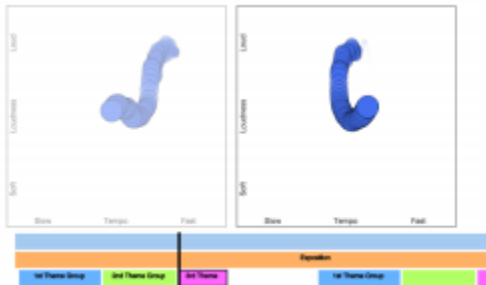 Loud
Loudness
Soft
Slow Tempo Fast
Loud
Loudness
Soft
Slow Tempo Fast
Exposition
1st Theme Group 2nd Theme Group 3rd Theme 1st Theme Group